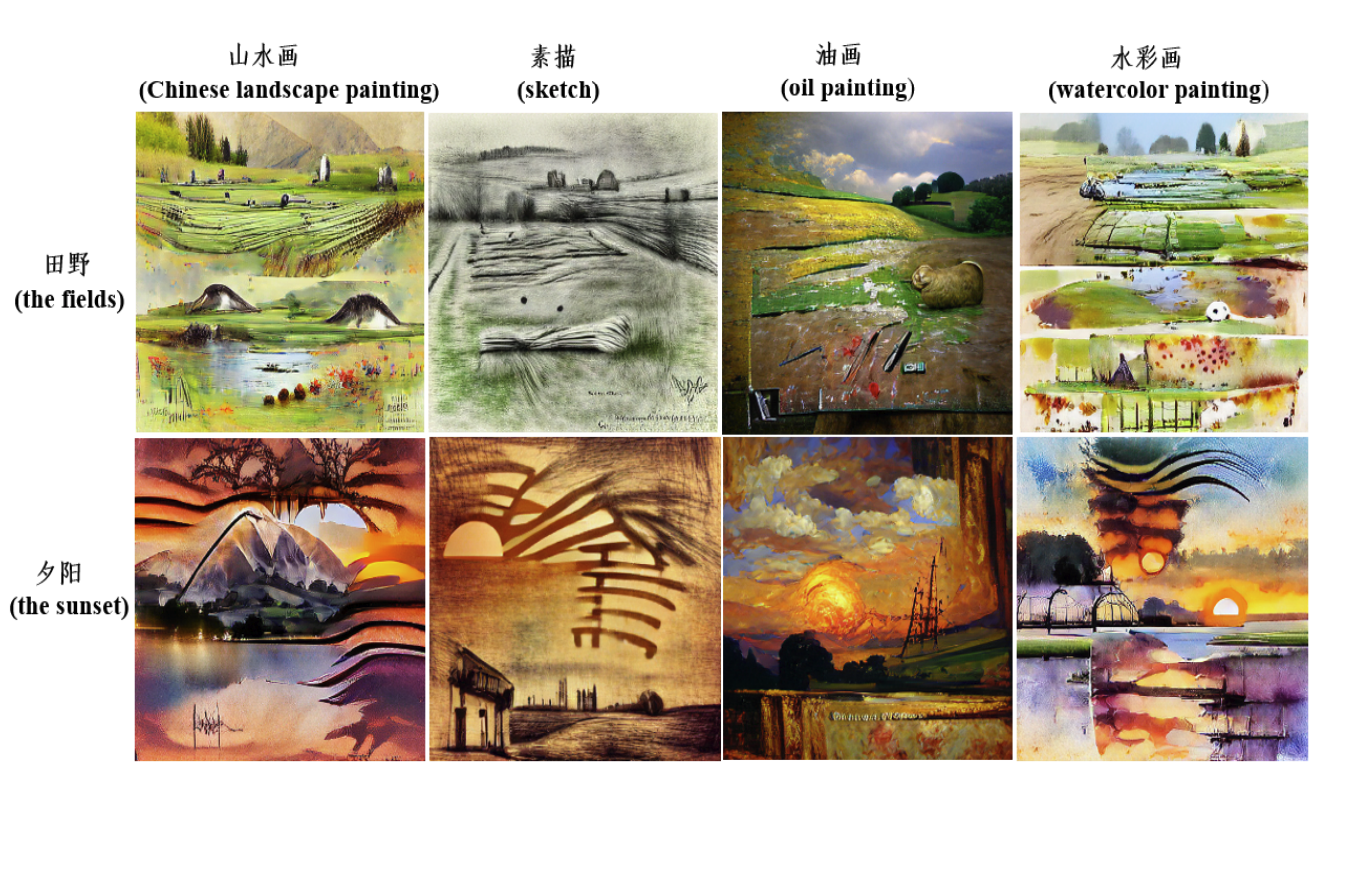 山水画
(Chinese landscape painting)
素描
(sketch)
油画
(oil painting)
水彩画
(watercolor painting)
田野
(the fields)
夕阳
(the sunset)